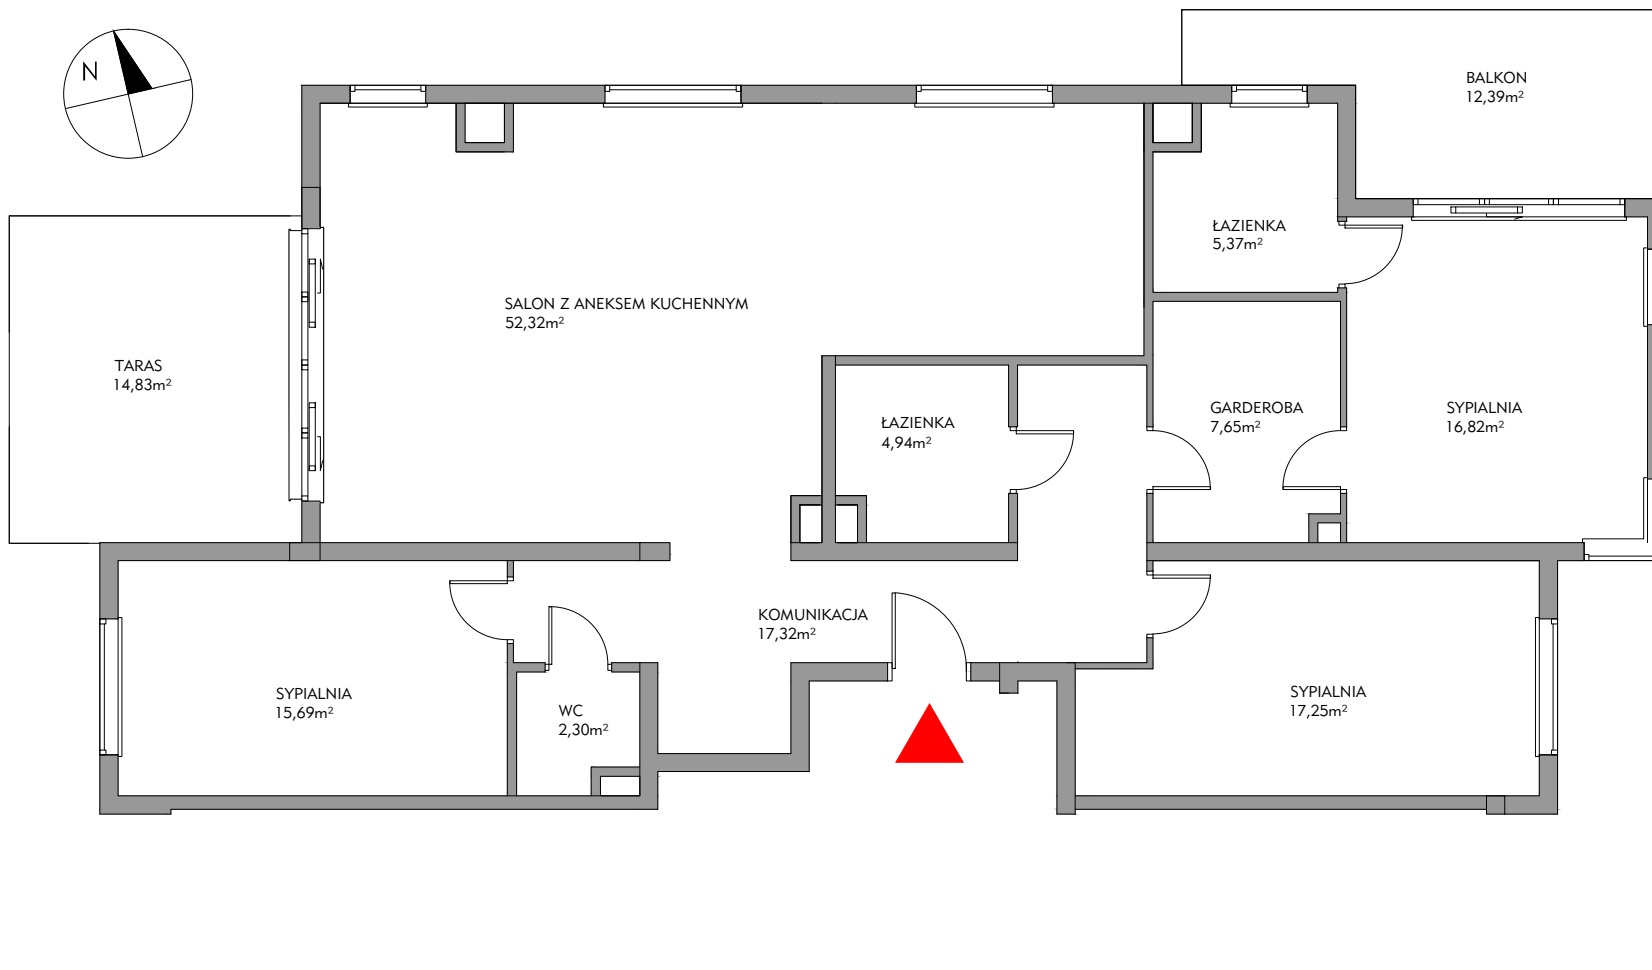 N
BALKON
12,39m²
ŁAZIENKA
5,37m²
SALON Z ANEKSEM KUCHENNYM
52,32m²
TARAS
14,83m²
ŁAZIENKA
4,94m²
GARDEROBA
7,65m²
SYPIALNIA
16,82m²
KOMUNIKACJA
17,32m²
SYPIALNIA
15,69m²
WC
2,30m²
SYPIALNIA
17,25m²